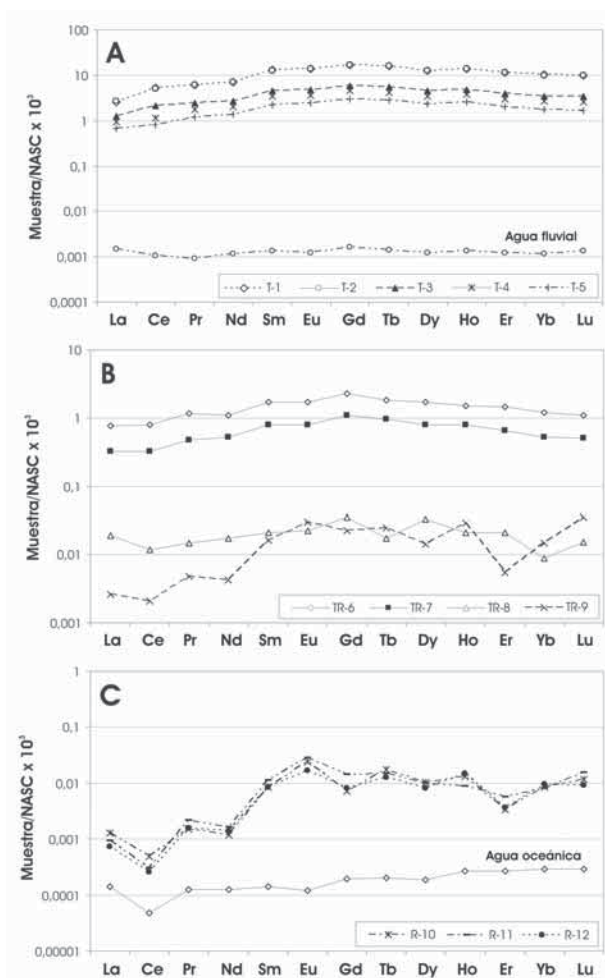 A
Muestra/NASC x 10³
100
10
1
0,1
0,01
0,001
0,0001
Agua fluvial
T-1 T-2 T-3 T-4 T-5
La Ce Pr Nd Sm Eu Gd Tb Dy Ho Er Yb Lu
B
Muestra/NASC x 10³
10
1
0,1
0,01
0,001
TR-6 TR-7 TR-8 TR-9
La Ce Pr Nd Sm Eu Gd Tb Dy Ho Er Yb Lu
C
Muestra/NASC x 10³
1
0,1
0,01
0,001
0,0001
0,00001
Agua oceánica
R-10 R-11 R-12
La Ce Pr Nd Sm Eu Gd Tb Dy Ho Er Yb Lu